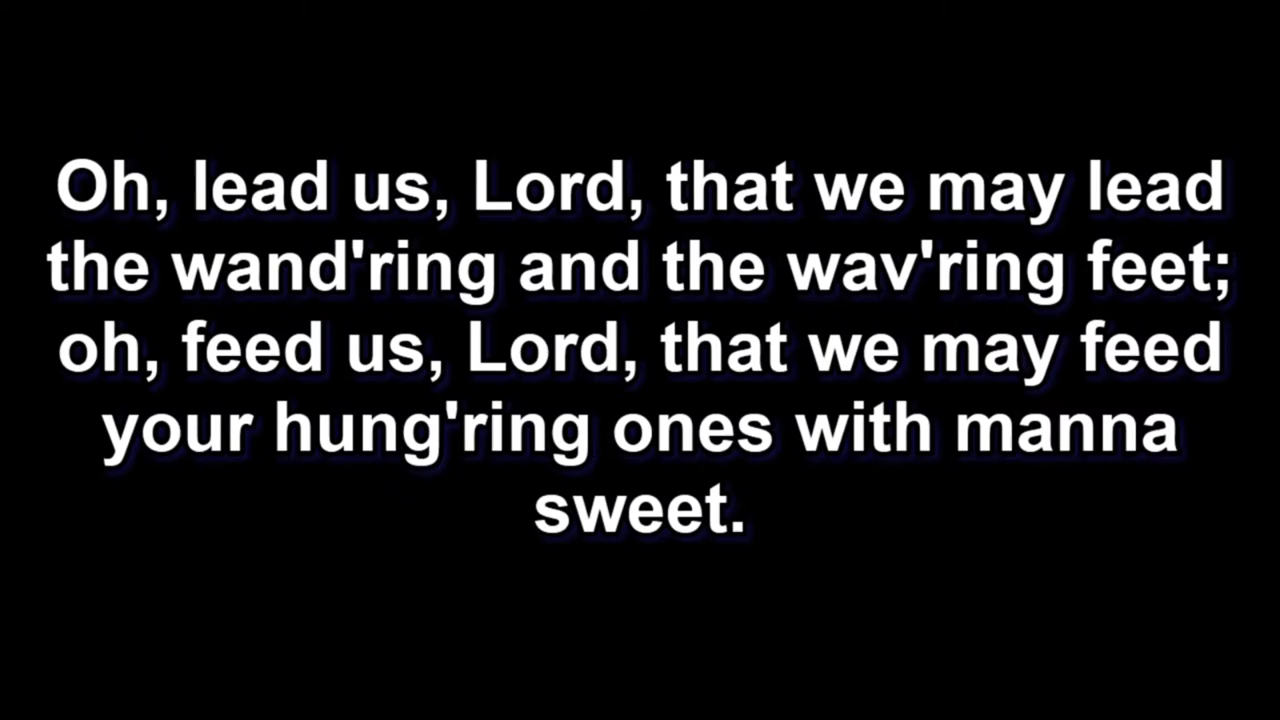 Oh, lead us, Lord, that we may lead
the wand'ring and the wav'ring feet;
oh, feed us, Lord, that we may feed
your hung'ring ones with manna
sweet.